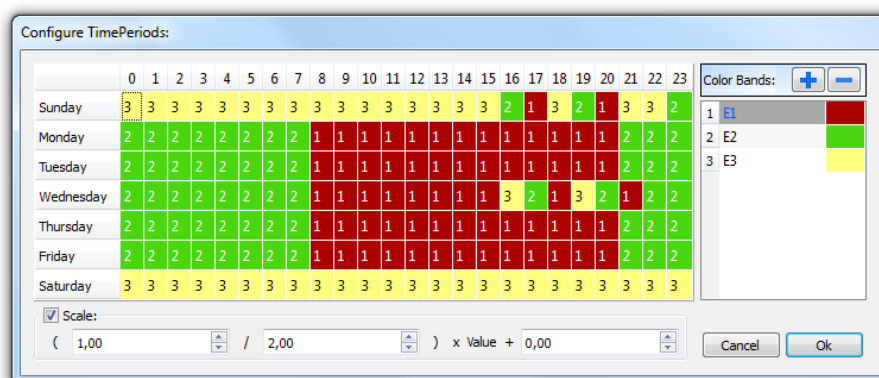 Configure TimePeriods:
0 1 2 3 4 5 6 7 8 9 10 11 12 13 14 15 16 17 18 19 20 21 22 23
Sunday 3 3 3 3 3 3 3 3 3 3 3 3 3 3 3 3 2 1 3 2 1 3 3 2
Monday 2 2 2 2 2 2 2 2 1 1 1 1 1 1 1 1 1 1 1 1 1 2 2 2
Tuesday 2 2 2 2 2 2 2 2 1 1 1 1 1 1 1 1 1 1 1 1 1 2 2 2
Wednesday 2 2 2 2 2 2 2 2 1 1 1 1 1 1 1 1 3 2 1 3 2 1 2 2
Thursday 2 2 2 2 2 2 2 2 1 1 1 1 1 1 1 1 1 1 1 1 1 2 2 2
Friday 2 2 2 2 2 2 2 2 1 1 1 1 1 1 1 1 1 1 1 1 1 2 2 2
Saturday 3 3 3 3 3 3 3 3 3 3 3 3 3 3 3 3 3 3 3 3 3 3 3 3
Color Bands: + −
1 E1
2 E2
3 E3
Scale:
( 1,00 / 2,00 ) x Value + 0,00
Cancel Ok